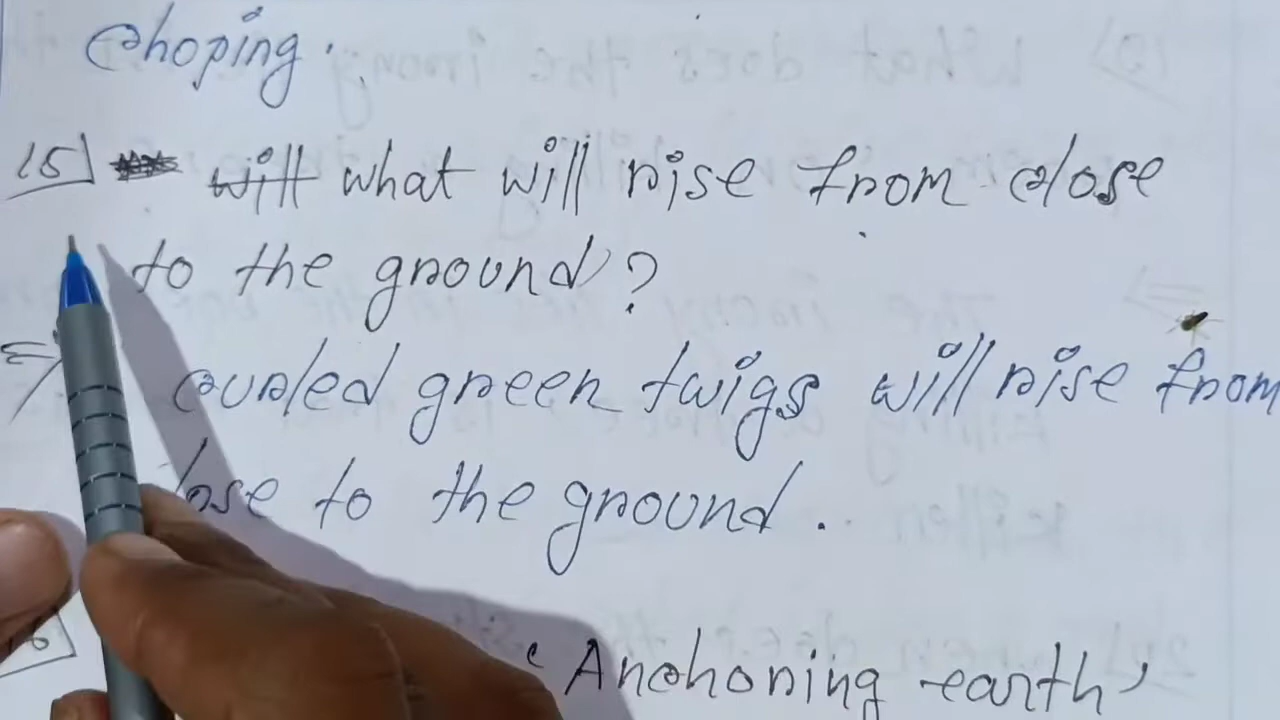 choping.
15] will what will rise from close
to the ground?
⇒ curled green twigs will rise from
close to the ground.
'Anchoring earth'